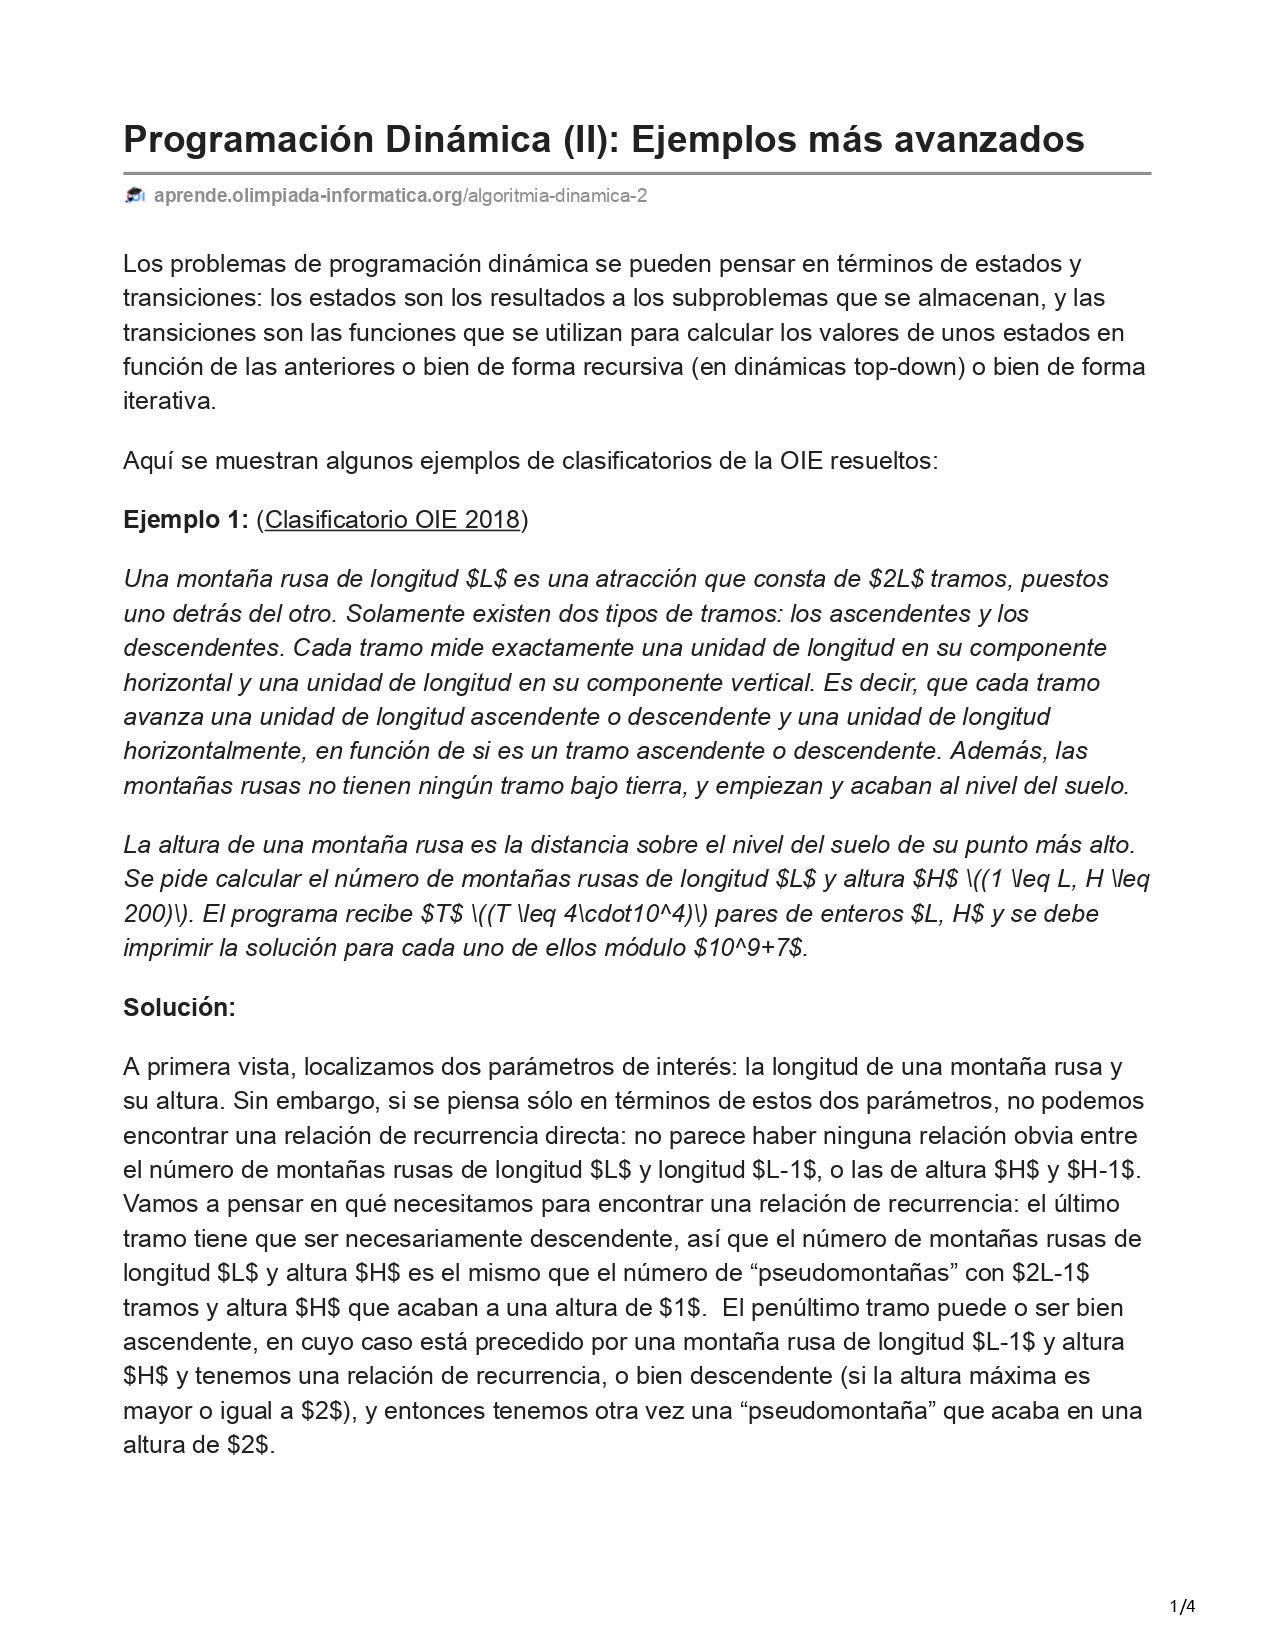 Programación Dinámica (II): Ejemplos más avanzados
aprende.olimpiada-informatica.org/algoritmia-dinamica-2
Los problemas de programación dinámica se pueden pensar en términos de estados y
transiciones: los estados son los resultados a los subproblemas que se almacenan, y las
transiciones son las funciones que se utilizan para calcular los valores de unos estados en
función de las anteriores o bien de forma recursiva (en dinámicas top-down) o bien de forma
iterativa.
Aquí se muestran algunos ejemplos de clasificatorios de la OIE resueltos:
Ejemplo 1: (Clasificatorio OIE 2018)
Una montaña rusa de longitud $L$ es una atracción que consta de $2L$ tramos, puestos
uno detrás del otro. Solamente existen dos tipos de tramos: los ascendentes y los
descendentes. Cada tramo mide exactamente una unidad de longitud en su componente
horizontal y una unidad de longitud en su componente vertical. Es decir, que cada tramo
avanza una unidad de longitud ascendente o descendente y una unidad de longitud
horizontalmente, en función de si es un tramo ascendente o descendente. Además, las
montañas rusas no tienen ningún tramo bajo tierra, y empiezan y acaban al nivel del suelo.
La altura de una montaña rusa es la distancia sobre el nivel del suelo de su punto más alto.
Se pide calcular el número de montañas rusas de longitud $L$ y altura $H$ \((1 \leq L, H \leq
200)\). El programa recibe $T$ \((T \leq 4\cdot10^4)\) pares de enteros $L, H$ y se debe
imprimir la solución para cada uno de ellos módulo $10^9+7$.
Solución:
A primera vista, localizamos dos parámetros de interés: la longitud de una montaña rusa y
su altura. Sin embargo, si se piensa sólo en términos de estos dos parámetros, no podemos
encontrar una relación de recurrencia directa: no parece haber ninguna relación obvia entre
el número de montañas rusas de longitud $L$ y longitud $L-1$, o las de altura $H$ y $H-1$.
Vamos a pensar en qué necesitamos para encontrar una relación de recurrencia: el último
tramo tiene que ser necesariamente descendente, así que el número de montañas rusas de
longitud $L$ y altura $H$ es el mismo que el número de “pseudomontañas” con $2L-1$
tramos y altura $H$ que acaban a una altura de $1$.  El penúltimo tramo puede o ser bien
ascendente, en cuyo caso está precedido por una montaña rusa de longitud $L-1$ y altura
$H$ y tenemos una relación de recurrencia, o bien descendente (si la altura máxima es
mayor o igual a $2$), y entonces tenemos otra vez una “pseudomontaña” que acaba en una
altura de $2$.
1/4